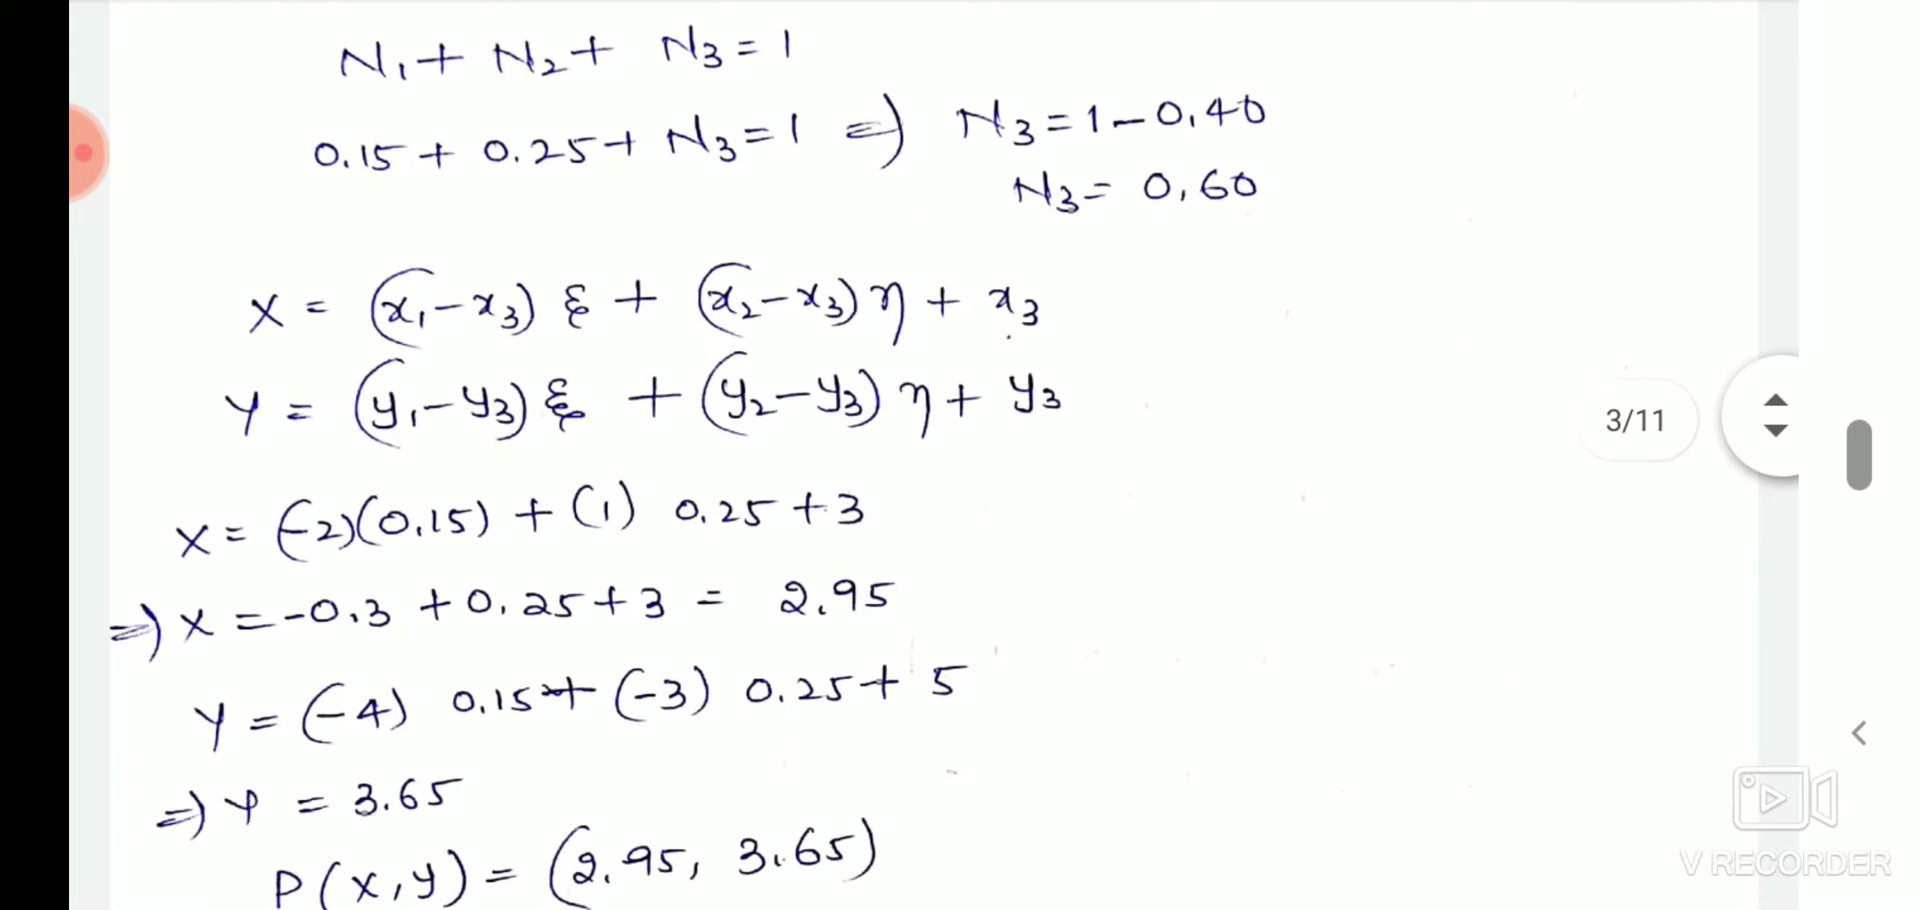 N₁ + N₂ + N₃ = 1
0.15 + 0.25 + N₃ = 1 ⇒ N₃ = 1 - 0.40
N₃ = 0.60
X = (x₁ - x₃) ξ + (x₂ - x₃) η + x₃
Y = (y₁ - y₃) ξ + (y₂ - y₃) η + y₃
X = (-2)(0.15) + (1) 0.25 + 3
⇒ X = -0.3 + 0.25 + 3 = 2.95
Y = (-4) 0.15 + (-3) 0.25 + 5
⇒ Y = 3.65
P(x, y) = (2.95, 3.65)
3/11
V RECORDER